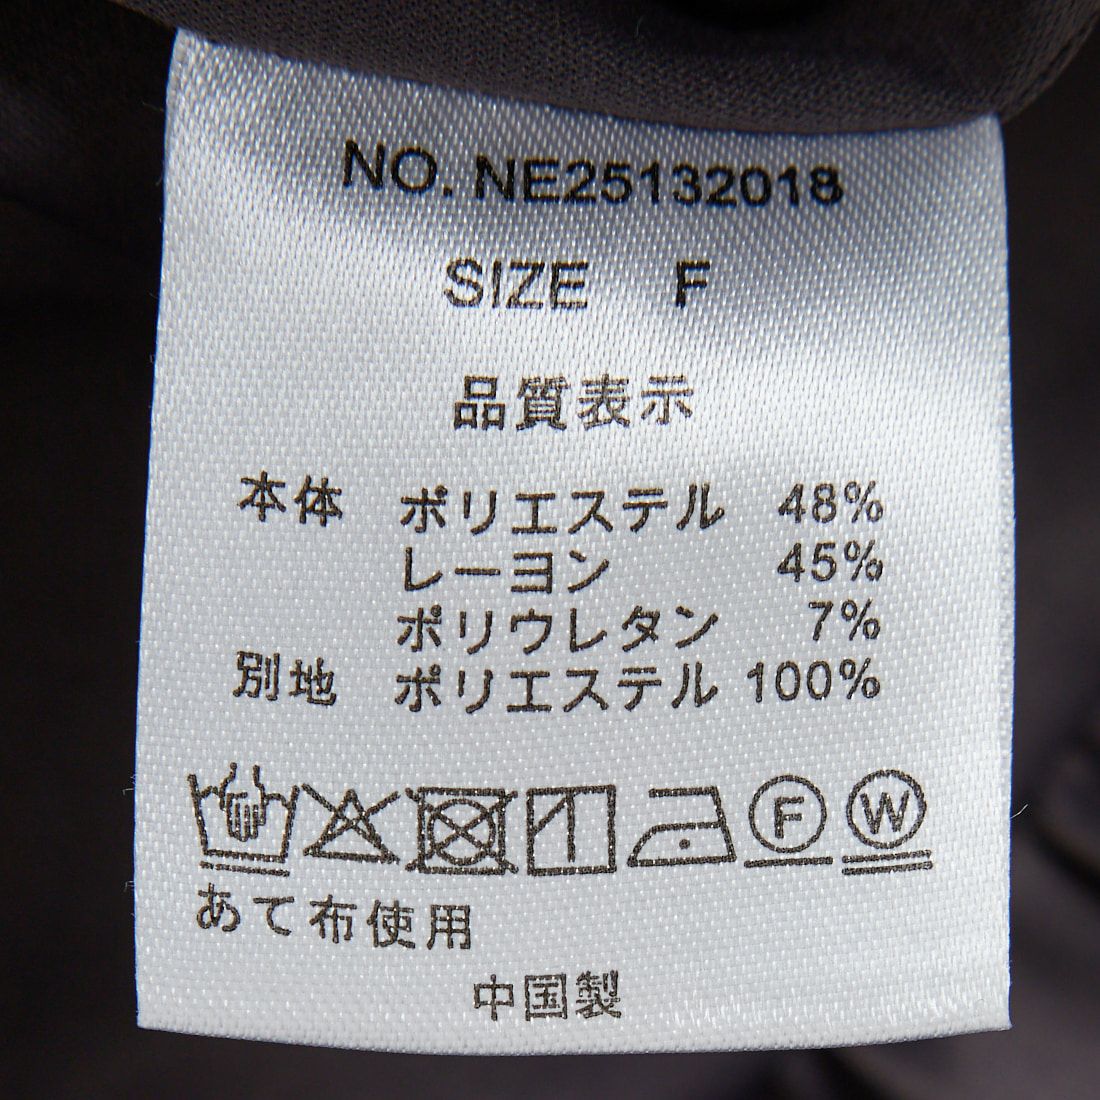 NO. NE25132018
SIZE F
品質表示
本体 ポリエステル 48%
レーヨン 45%
ポリウレタン 7%
別地 ポリエステル 100%
F W
あて布使用
中国製